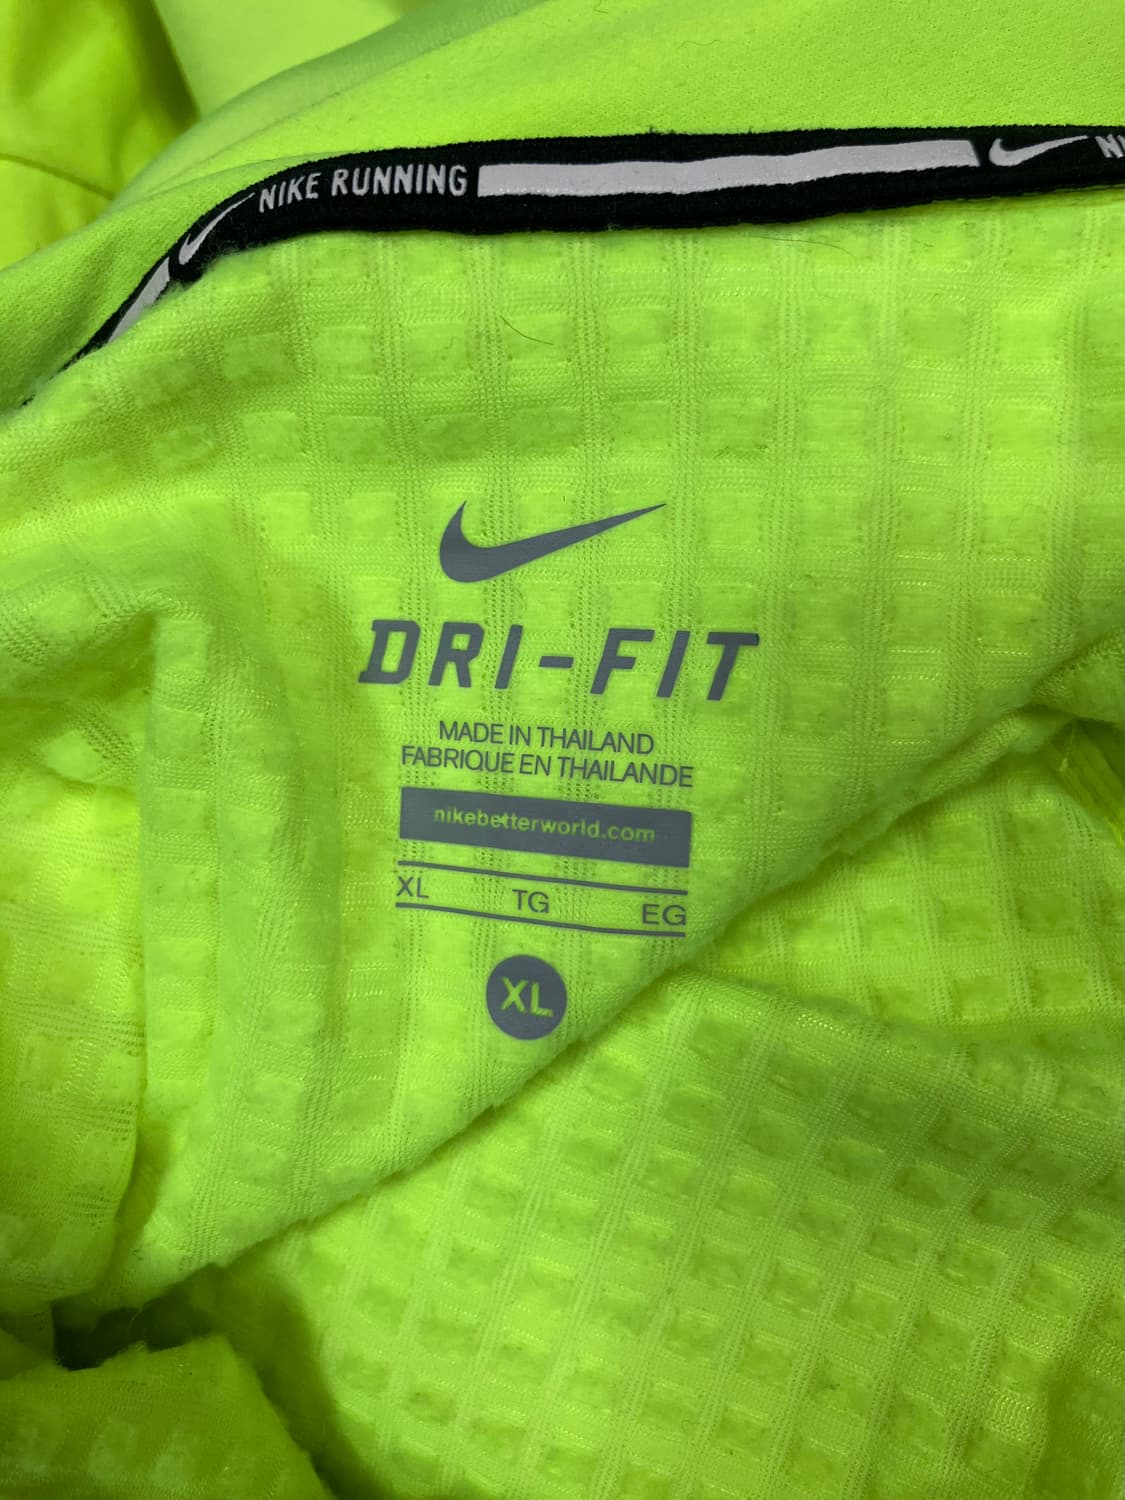 NIKE RUNNING
DRI-FIT
MADE IN THAILAND
FABRIQUE EN THAILANDE
nikebetterworld.com
XL TG EG
XL